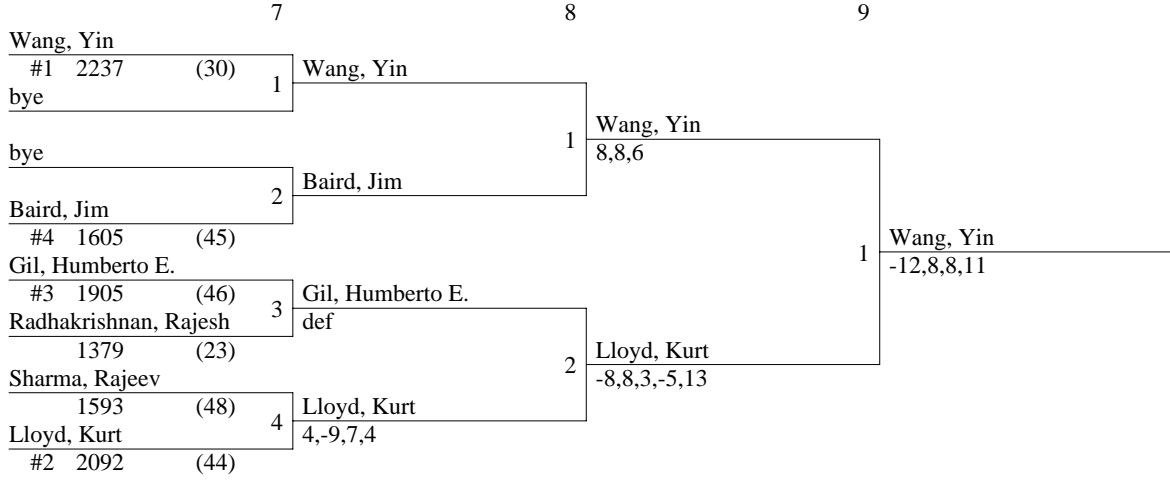 7 8 9
Wang, Yin
#1 2237 (30)
1
Wang, Yin
bye
1
Wang, Yin
8,8,6
bye
2
Baird, Jim
Baird, Jim
#4 1605 (45)
1
Wang, Yin
-12,8,8,11
Gil, Humberto E.
#3 1905 (46)
3
Gil, Humberto E.
def
Radhakrishnan, Rajesh
1379 (23)
2
Lloyd, Kurt
-8,8,3,-5,13
Sharma, Rajeev
1593 (48)
4
Lloyd, Kurt
4,-9,7,4
Lloyd, Kurt
#2 2092 (44)